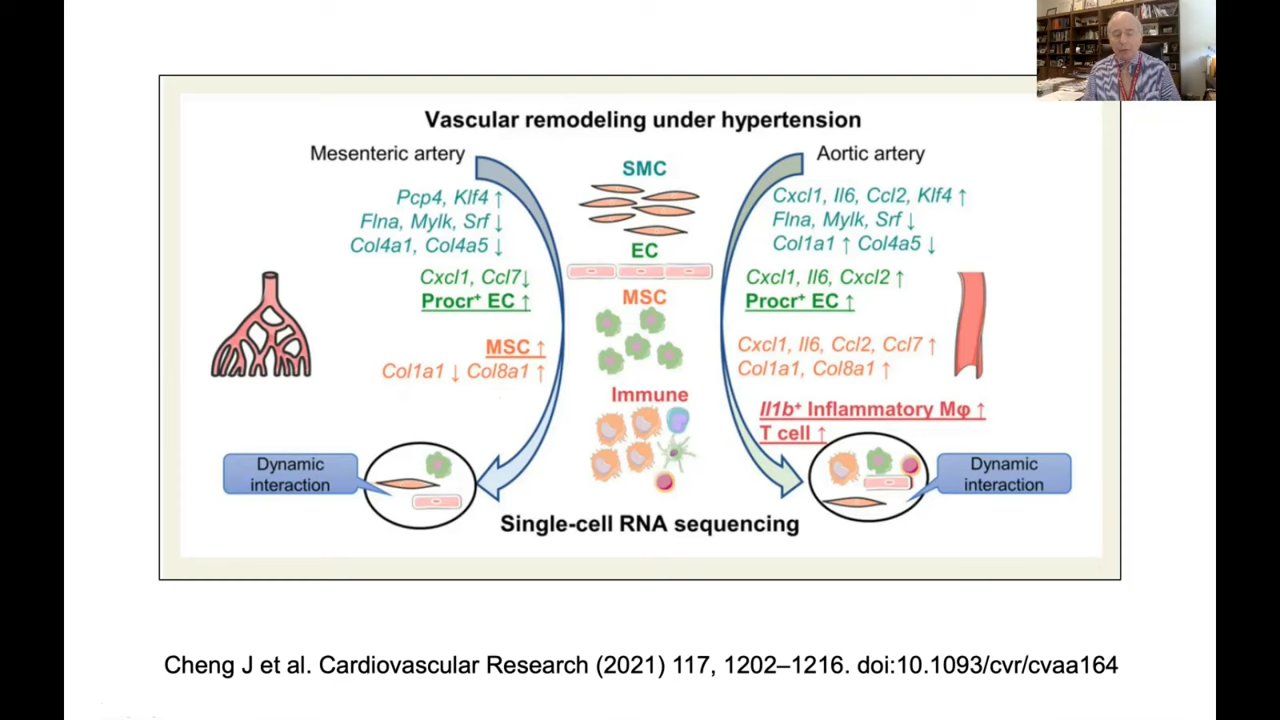 Vascular remodeling under hypertension
Mesenteric artery
Pcp4, Klf4 ↑
Flna, Mylk, Srf ↓
Col4a1, Col4a5 ↓
Cxcl1, Ccl7↓
Procr⁺ EC ↑
MSC ↑
Col1a1 ↓ Col8a1 ↑
Dynamic
interaction
SMC
EC
MSC
Immune
Aortic artery
Cxcl1, Il6, Ccl2, Klf4 ↑
Flna, Mylk, Srf ↓
Col1a1 ↑ Col4a5 ↓
Cxcl1, Il6, Cxcl2 ↑
Procr⁺ EC ↑
Cxcl1, Il6, Ccl2, Ccl7 ↑
Col1a1, Col8a1 ↑
Il1b⁺ Inflammatory Mφ ↑
T cell ↑
Dynamic
interaction
Single-cell RNA sequencing
Cheng J et al. Cardiovascular Research (2021) 117, 1202–1216. doi:10.1093/cvr/cvaa164